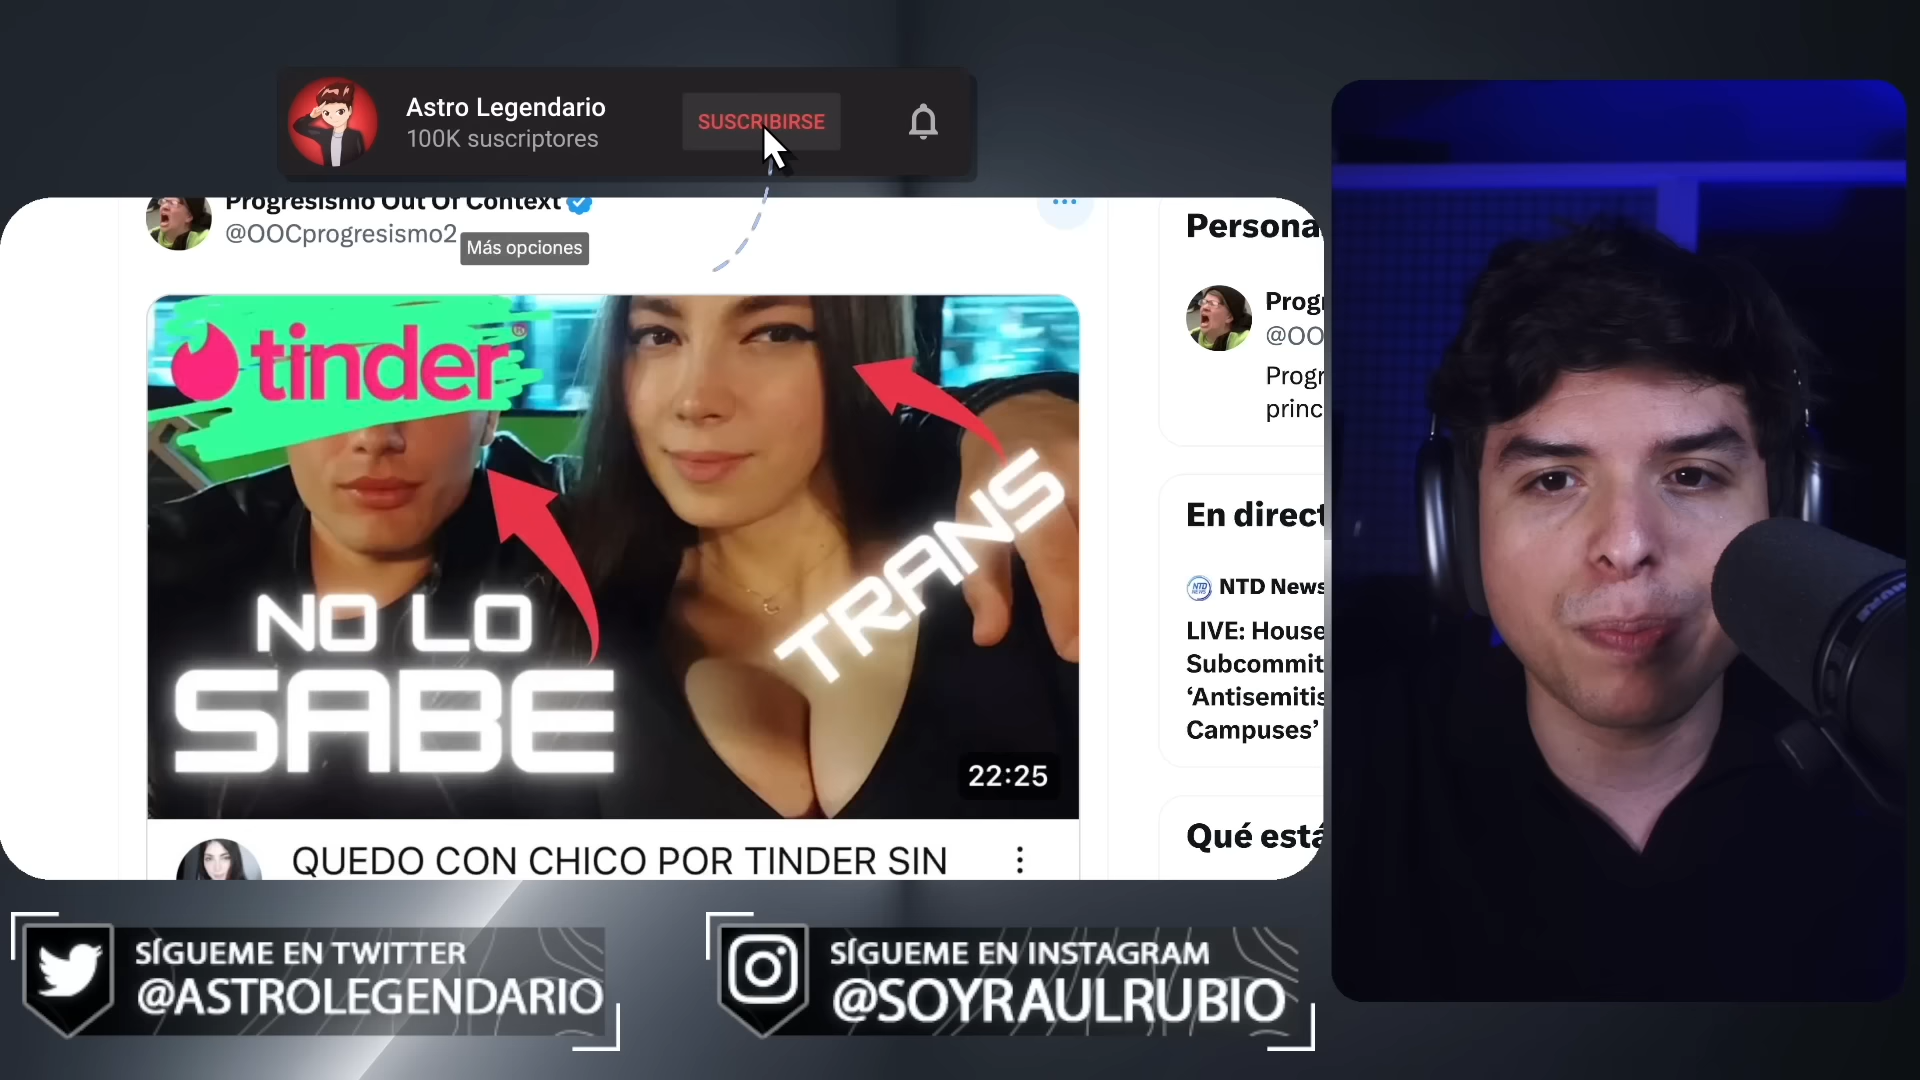 Astro Legendario
100K suscriptores
SUSCRIBIRSE
Progresismo Out Of Context
@OOCprogresismo2
Más opciones
tinder
NO LO
SABE
TRANS
22:25
QUEDO CON CHICO POR TINDER SIN
Persona
Progr
@OO
Progr
princ
En direct
NTD News
LIVE: House
Subcommit
‘Antisemitis
Campuses’
Qué está
SÍGUEME EN TWITTER
@ASTROLEGENDARIO
SÍGUEME EN INSTAGRAM
@SOYRAULRUBIO